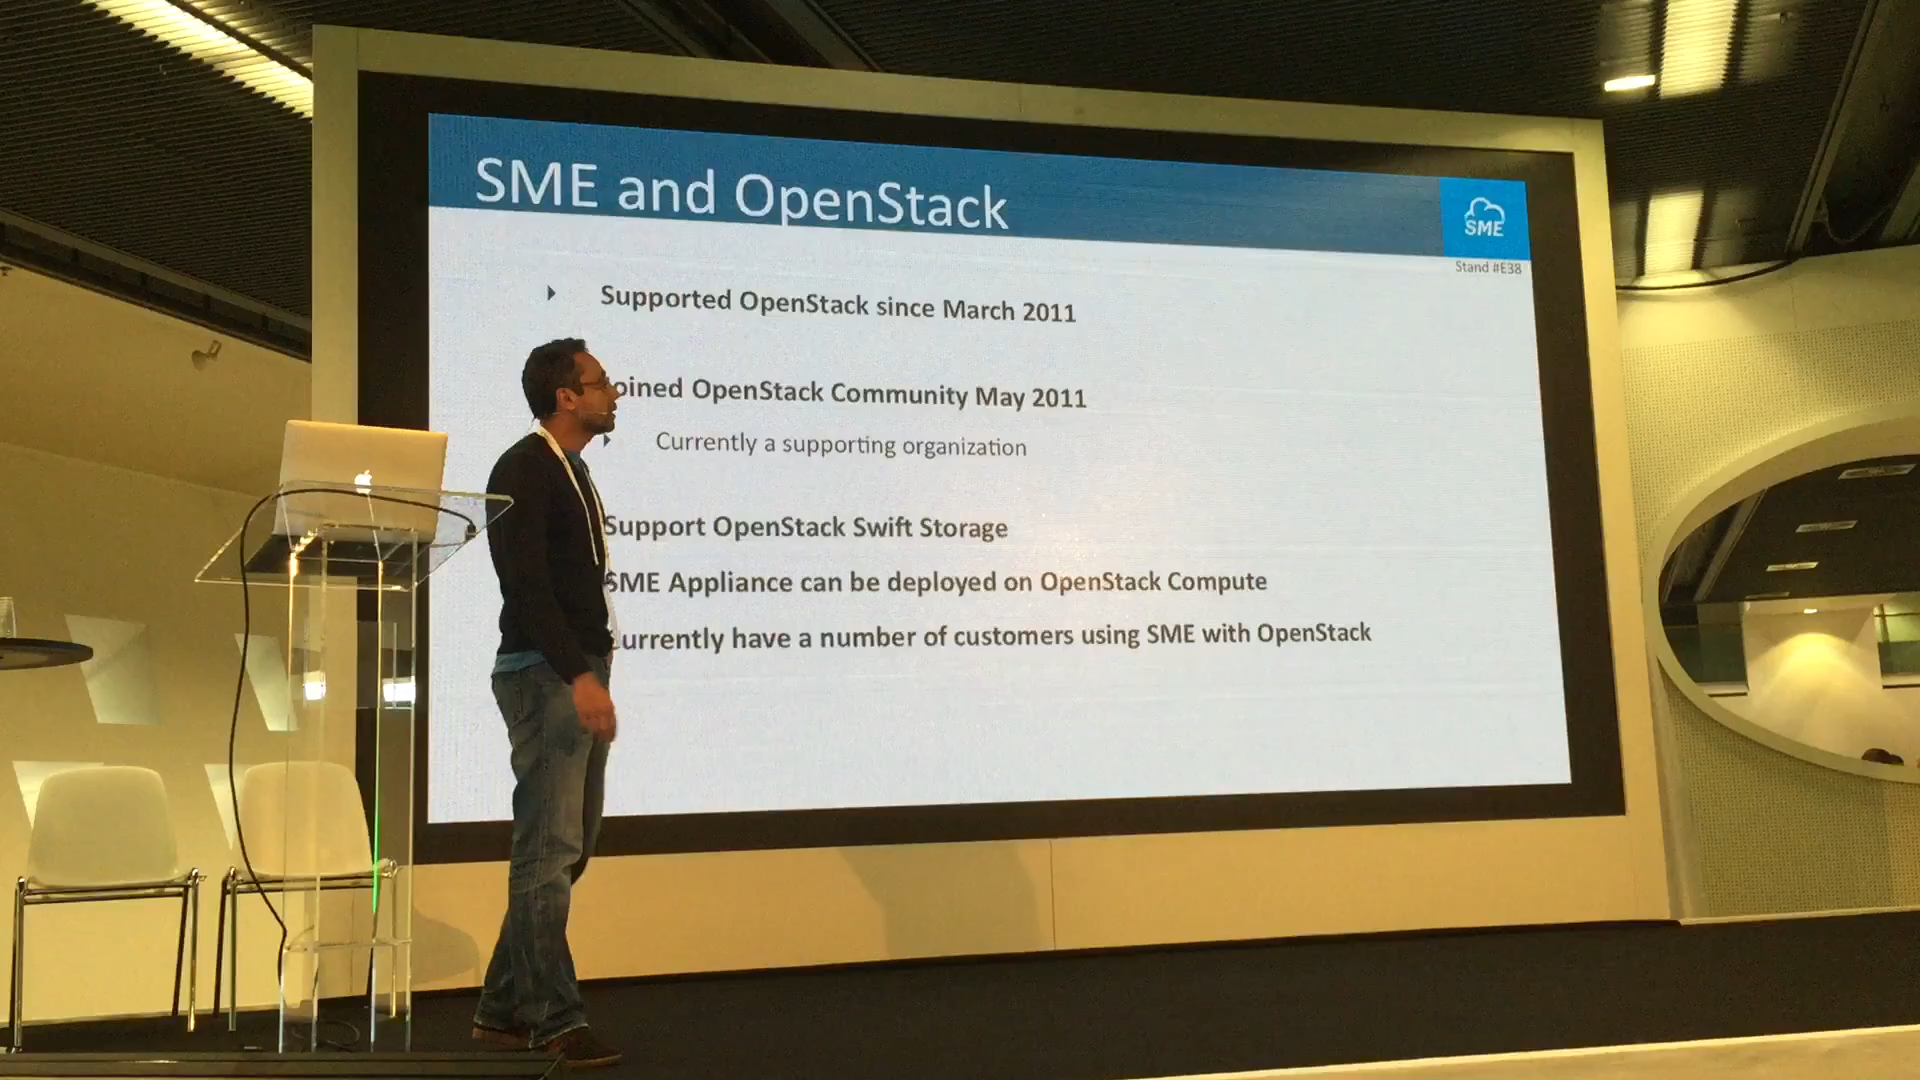 SME and OpenStack
SME
Stand #E38
Supported OpenStack since March 2011
oined OpenStack Community May 2011
Currently a supporting organization
Support OpenStack Swift Storage
SME Appliance can be deployed on OpenStack Compute
urrently have a number of customers using SME with OpenStack